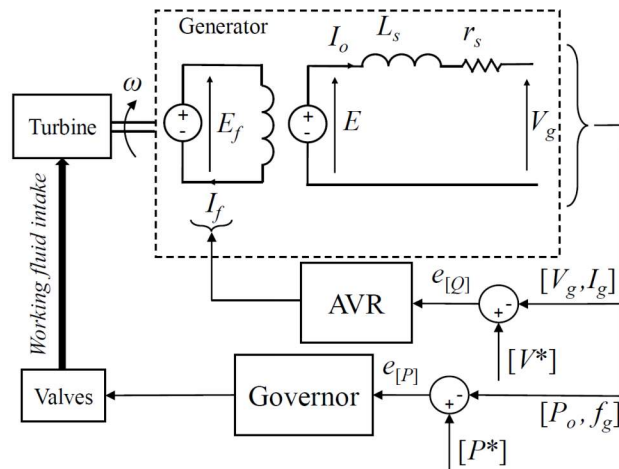 Generator
I_o
L_s
r_s
ω
+
-
E_f
+
-
E
V_g
Turbine
I_f
Working fluid intake
AVR
e_[Q]
+
-
[V_g, I_g]
[V*]
Valves
Governor
e_[P]
+
-
[P_o, f_g]
[P*]